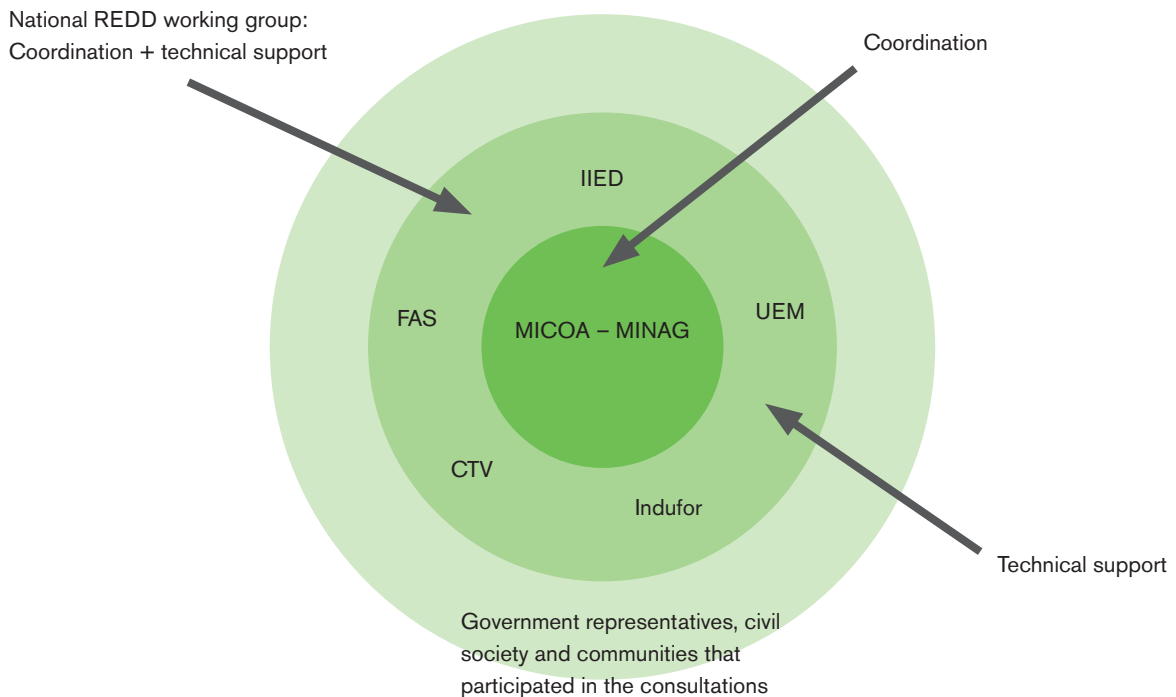 National REDD working group:
Coordination + technical support
Coordination
IIED
FAS
UEM
MICOA – MINAG
CTV
Indufor
Technical support
Government representatives, civil
society and communities that
participated in the consultations